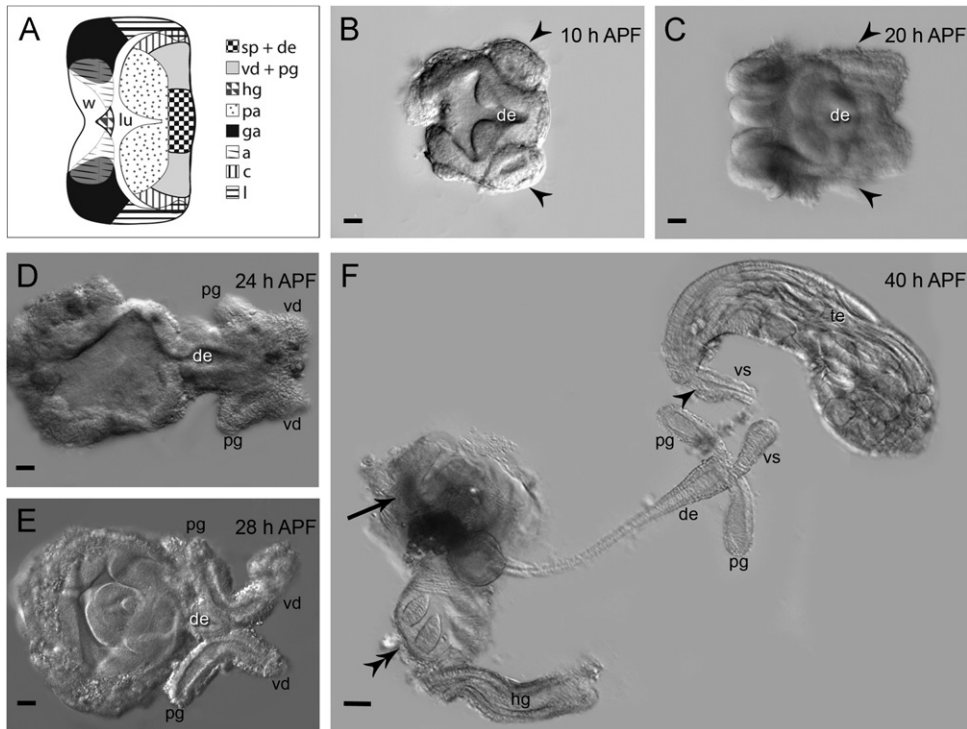 A
w
lu
sp + de
vd + pg
hg
pa
ga
a
c
l
B
10 h APF
de
C
20 h APF
de
D
24 h APF
pg
vd
de
vd
pg
E
28 h APF
pg
vd
de
vd
pg
F
40 h APF
te
vs
pg
vs
de
pg
hg